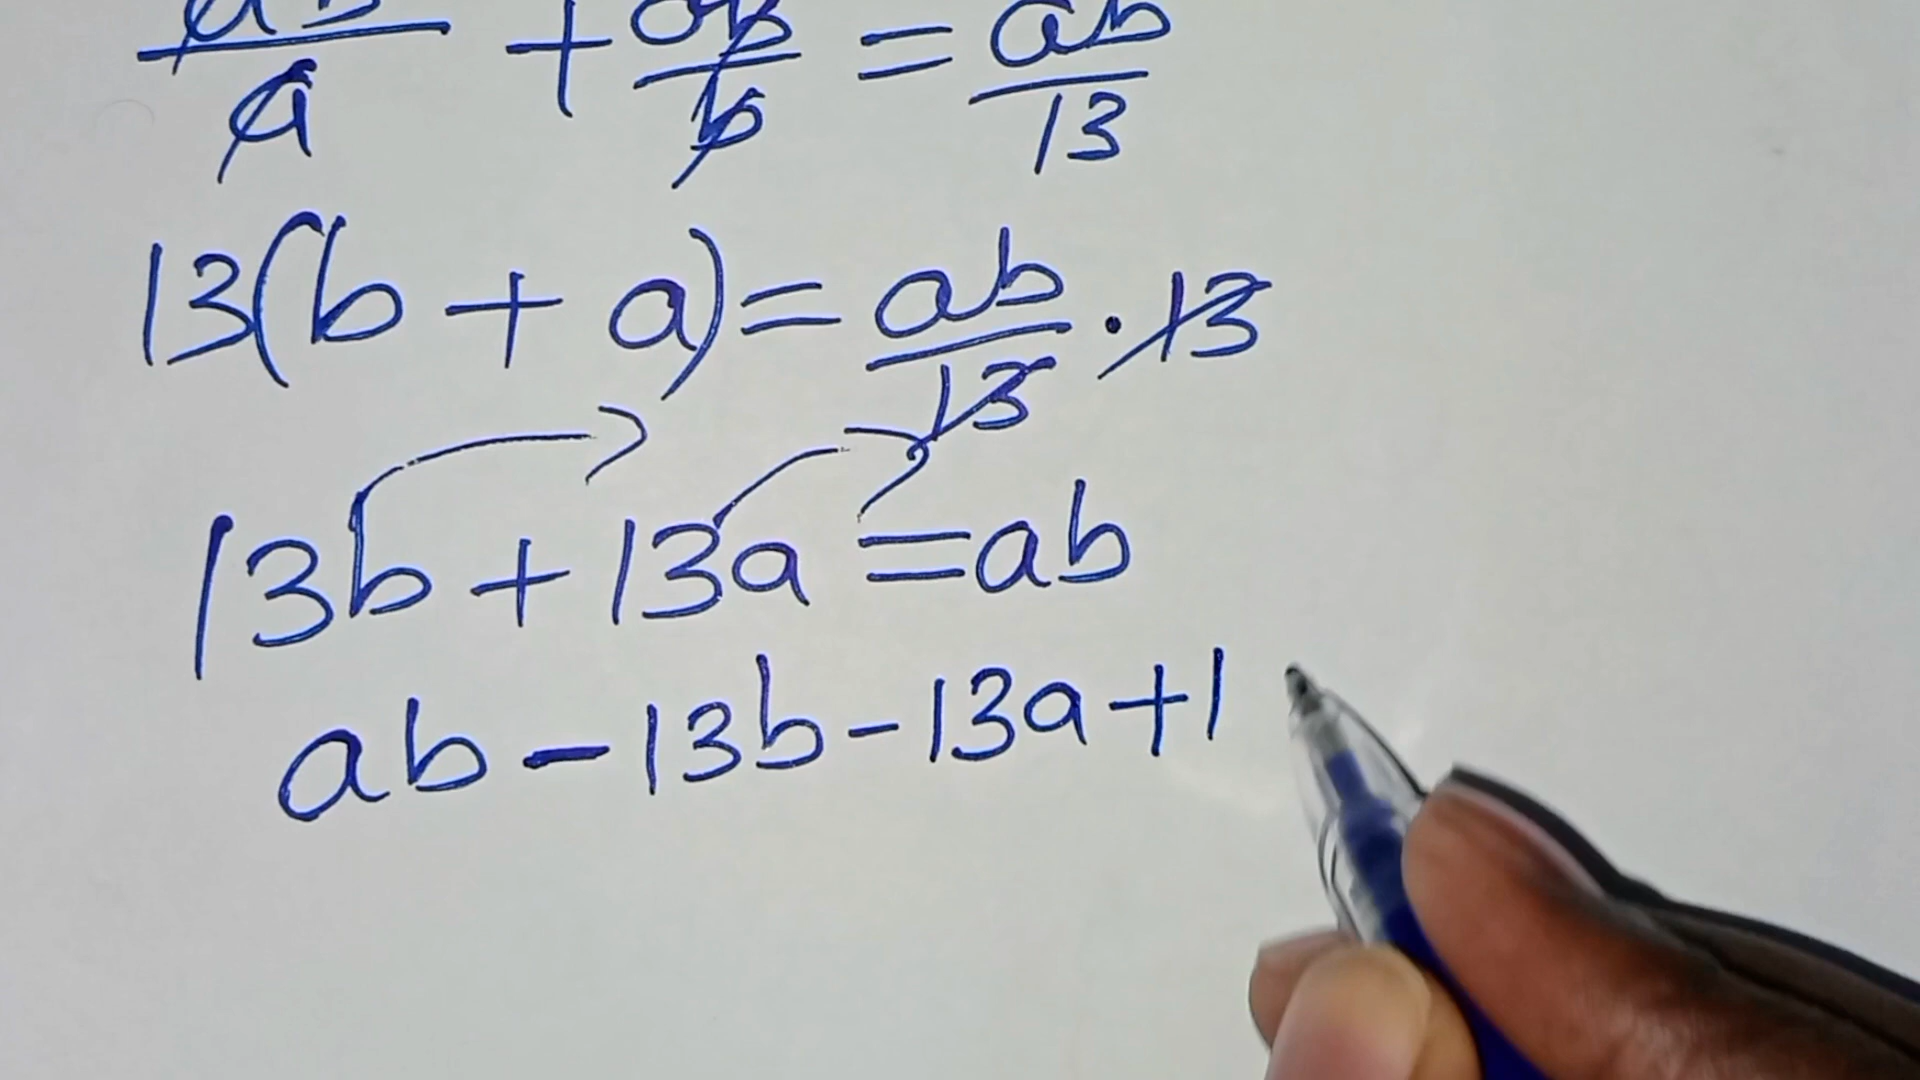 ab/a + ab/b = ab/13
13(b + a) = ab/13 · 13
13b + 13a = ab
ab - 13b - 13a + 1